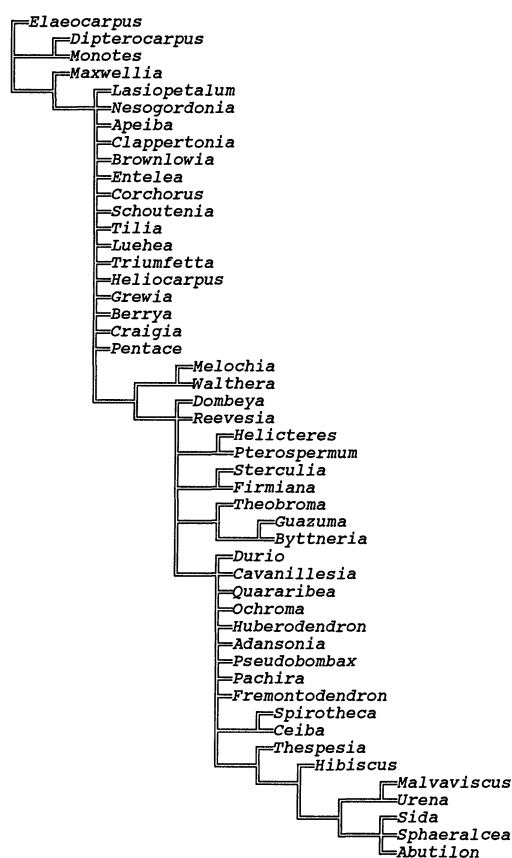 Elaeocarpus
Dipterocarpus
Monotes
Maxwellia
Lasiopetalum
Nesogordonia
Apeiba
Clappertonia
Brownlowia
Entelea
Corchorus
Schoutenia
Tilia
Luehea
Triumfetta
Heliocarpus
Grewia
Berrya
Craigia
Pentace
Melochia
Walthera
Dombeya
Reevesia
Helicteres
Pterospermum
Sterculia
Firmiana
Theobroma
Guazuma
Byttneria
Durio
Cavanillesia
Quararibea
Ochroma
Huberodendron
Adansonia
Pseudobombax
Pachira
Fremontodendron
Spirotheca
Ceiba
Thespesia
Hibiscus
Malvaviscus
Urena
Sida
Sphaeralcea
Abutilon